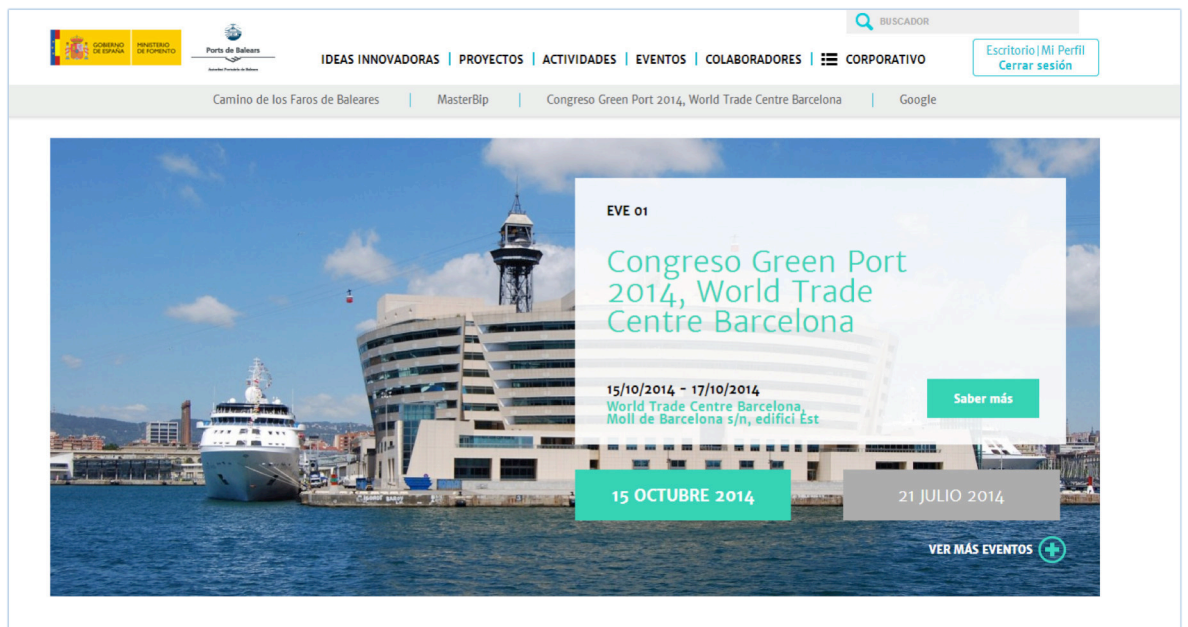 BUSCADOR
GOBIERNO
DE ESPAÑA
MINISTERIO
DE FOMENTO
Ports de Balears
IDEAS INNOVADORAS | PROYECTOS | ACTIVIDADES | EVENTOS | COLABORADORES | CORPORATIVO
Escritorio | Mi Perfil
Cerrar sesión
Camino de los Faros de Baleares | MasterBip | Congreso Green Port 2014, World Trade Centre Barcelona | Google
EVE 01
Congreso Green Port
2014, World Trade
Centre Barcelona
15/10/2014 - 17/10/2014
World Trade Centre Barcelona,
Moll de Barcelona s/n, edifici Est
Saber más
15 OCTUBRE 2014
21 JULIO 2014
VER MÁS EVENTOS